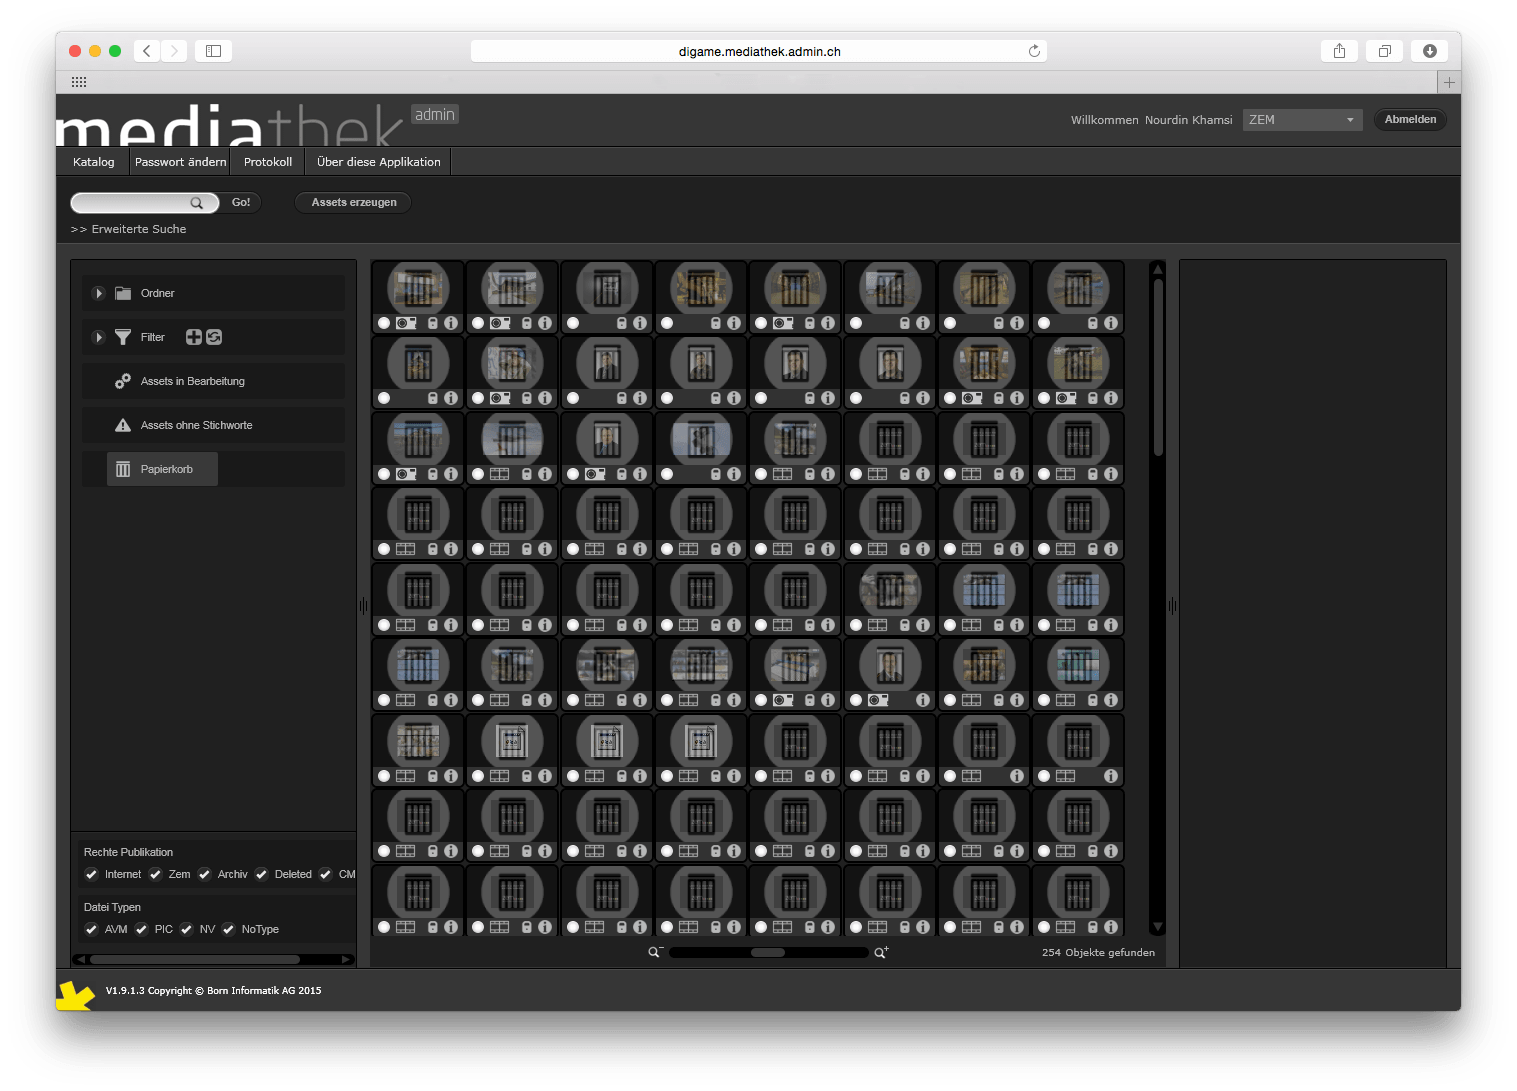 digame.mediathek.admin.ch
mediathek admin
Willkommen Nourdin Khamsi ZEM Abmelden
Katalog Passwort ändern Protokoll Über diese Applikation
Go! Assets erzeugen
>> Erweiterte Suche
Ordner
Filter
Assets in Bearbeitung
Assets ohne Stichworte
Papierkorb
Rechte Publikation
Internet Zem Archiv Deleted CM
Datei Typen
AVM PIC NV NoType
254 Objekte gefunden
V1.9.1.3 Copyright © Born Informatik AG 2015